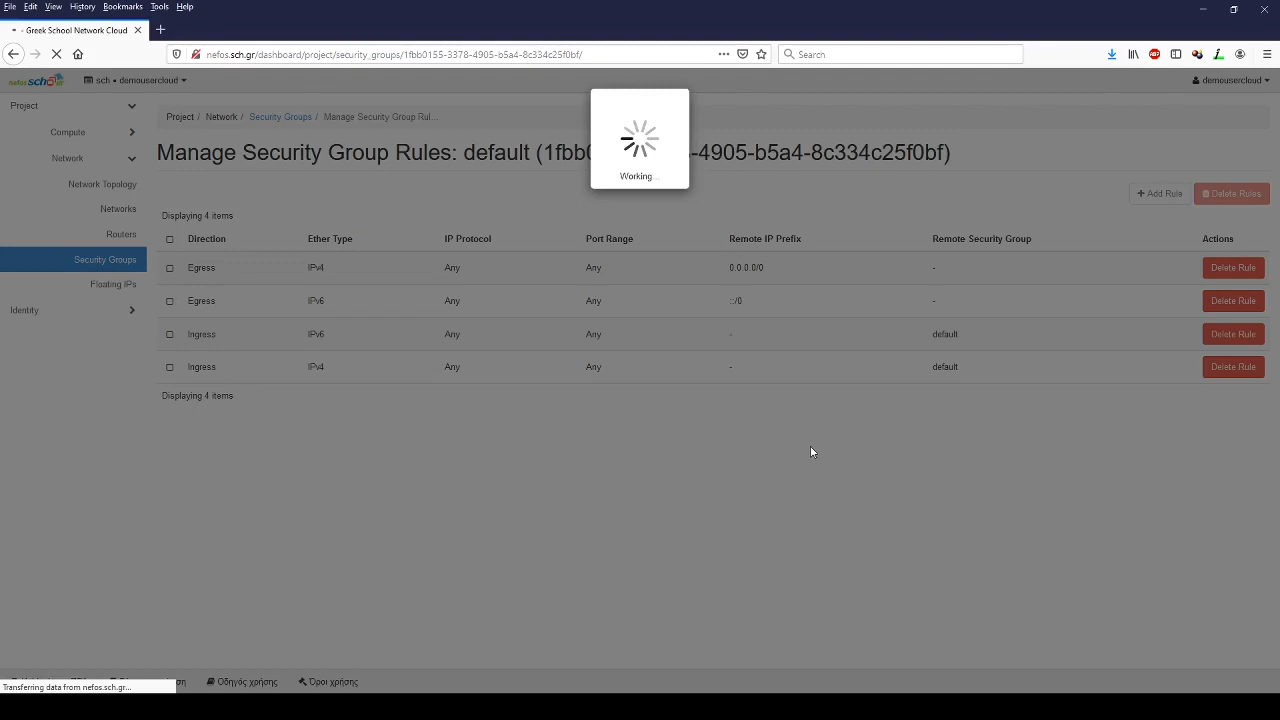 File Edit View History Bookmarks Tools Help
Greek School Network Cloud
nefos.sch.gr/dashboard/project/security_groups/1fbb0155-3378-4905-b5a4-8c334c25f0bf/
Search
nefos sch gr
sch • demousercloud
demousercloud
Project
Compute
Network
Network Topology
Networks
Routers
Security Groups
Floating IPs
Identity
Project / Network / Security Groups / Manage Security Group Rul...
Manage Security Group Rules: default (1fbb0 -4905-b5a4-8c334c25f0bf)
Working...
Add Rule Delete Rules
Displaying 4 items
Direction Ether Type IP Protocol Port Range Remote IP Prefix Remote Security Group Actions
Egress IPv4 Any Any 0.0.0.0/0 - Delete Rule
Egress IPv6 Any Any ::/0 - Delete Rule
Ingress IPv6 Any Any - default Delete Rule
Ingress IPv4 Any Any - default Delete Rule
Displaying 4 items
Οδηγός χρήσης Όροι χρήσης
Transferring data from nefos.sch.gr...